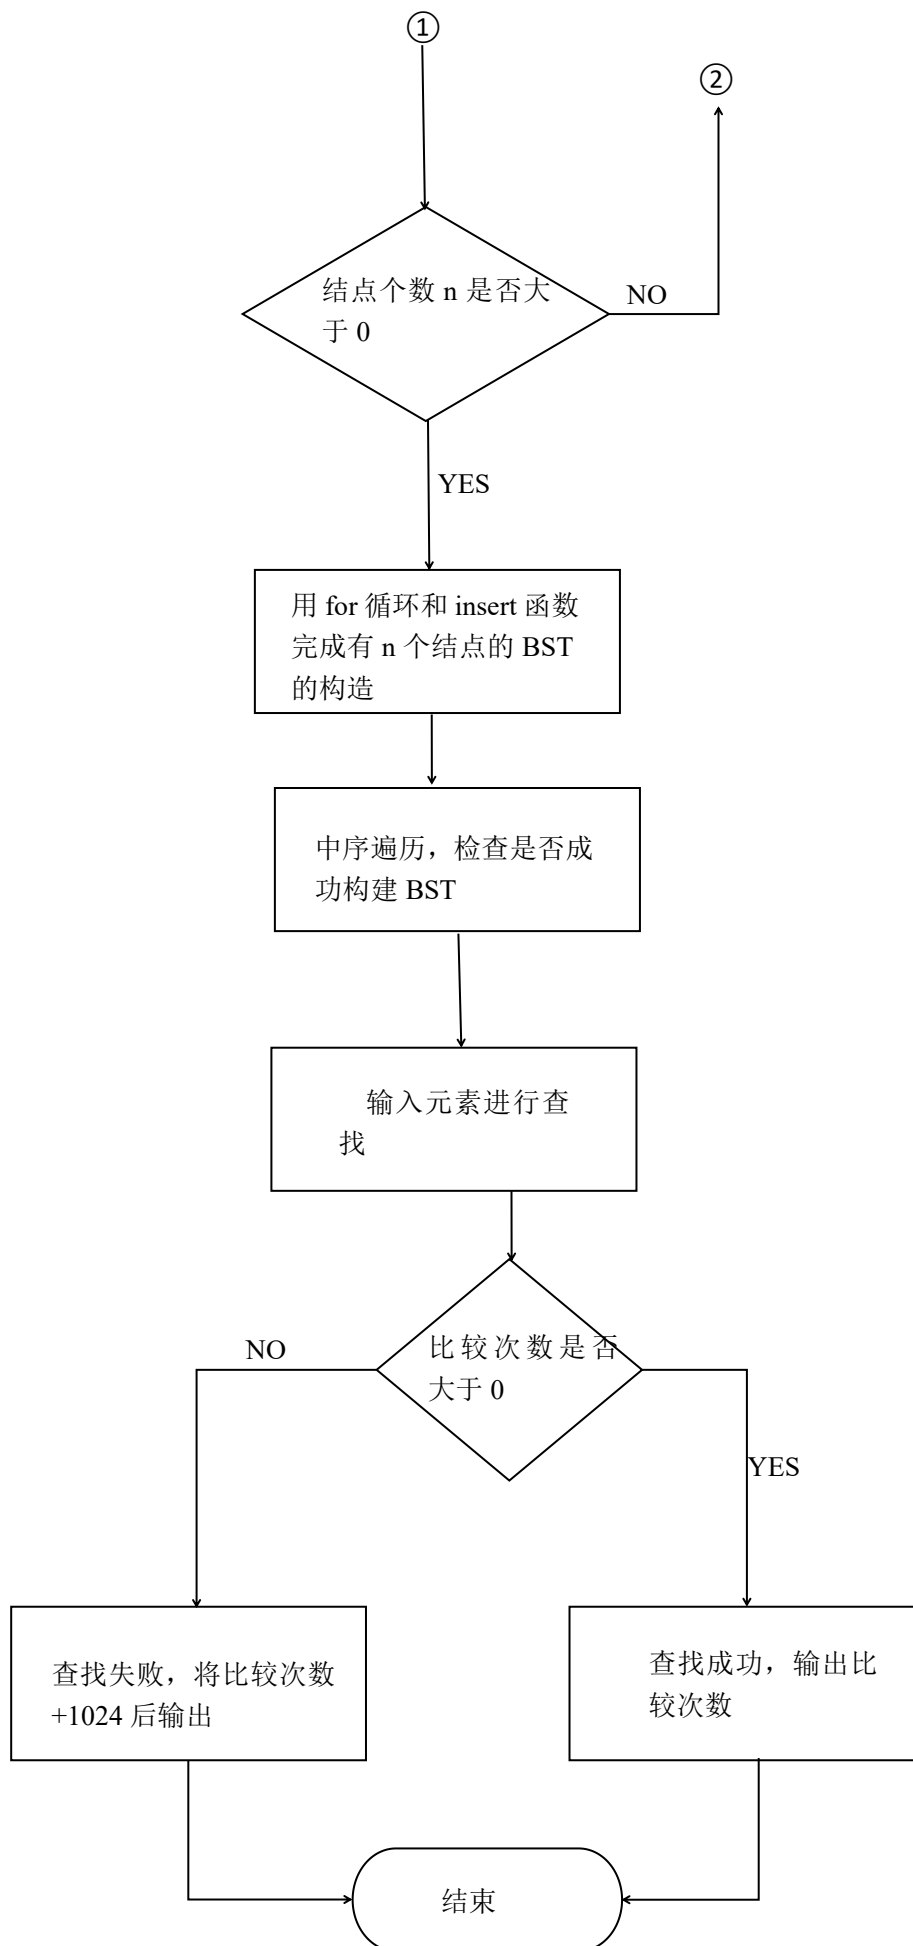 ①
②
结点个数 n 是否大
于 0
NO
YES
用 for 循环和 insert 函数
完成有 n 个结点的 BST
的构造
中序遍历，检查是否成
功构建 BST
输入元素进行查
找
比较次数是否
大于 0
NO
YES
查找失败，将比较次数
+1024 后输出
查找成功，输出比
较次数
结束